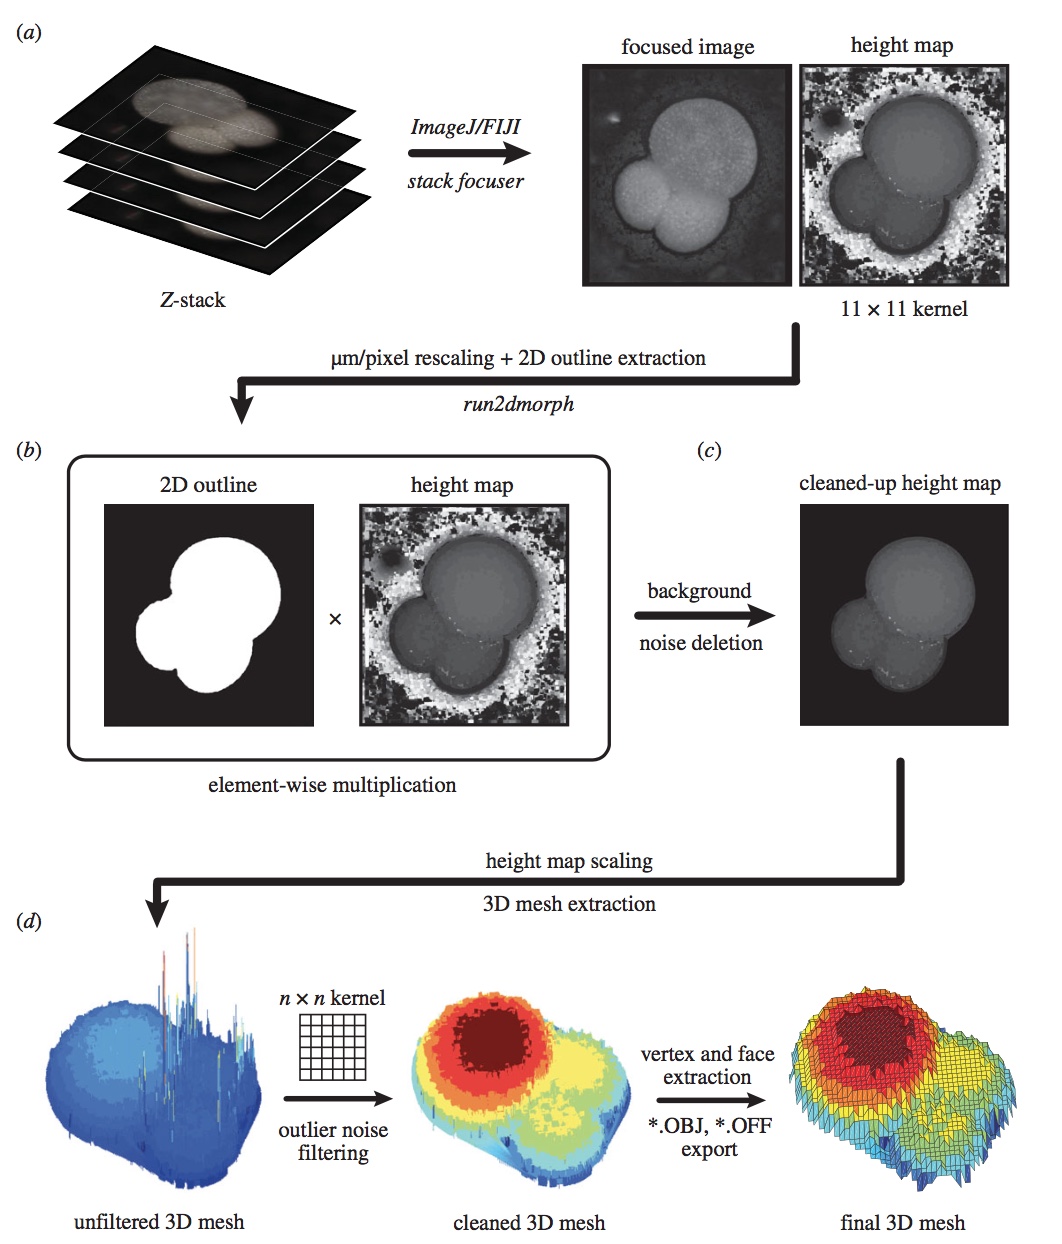 (a)
focused image
height map
ImageJ/FIJI
stack focuser
Z-stack
11 × 11 kernel
µm/pixel rescaling + 2D outline extraction
run2dmorph
(b)
(c)
2D outline
height map
cleaned-up height map
×
background
noise deletion
element-wise multiplication
height map scaling
3D mesh extraction
(d)
n × n kernel
outlier noise
filtering
vertex and face
extraction
*.OBJ, *.OFF
export
unfiltered 3D mesh
cleaned 3D mesh
final 3D mesh